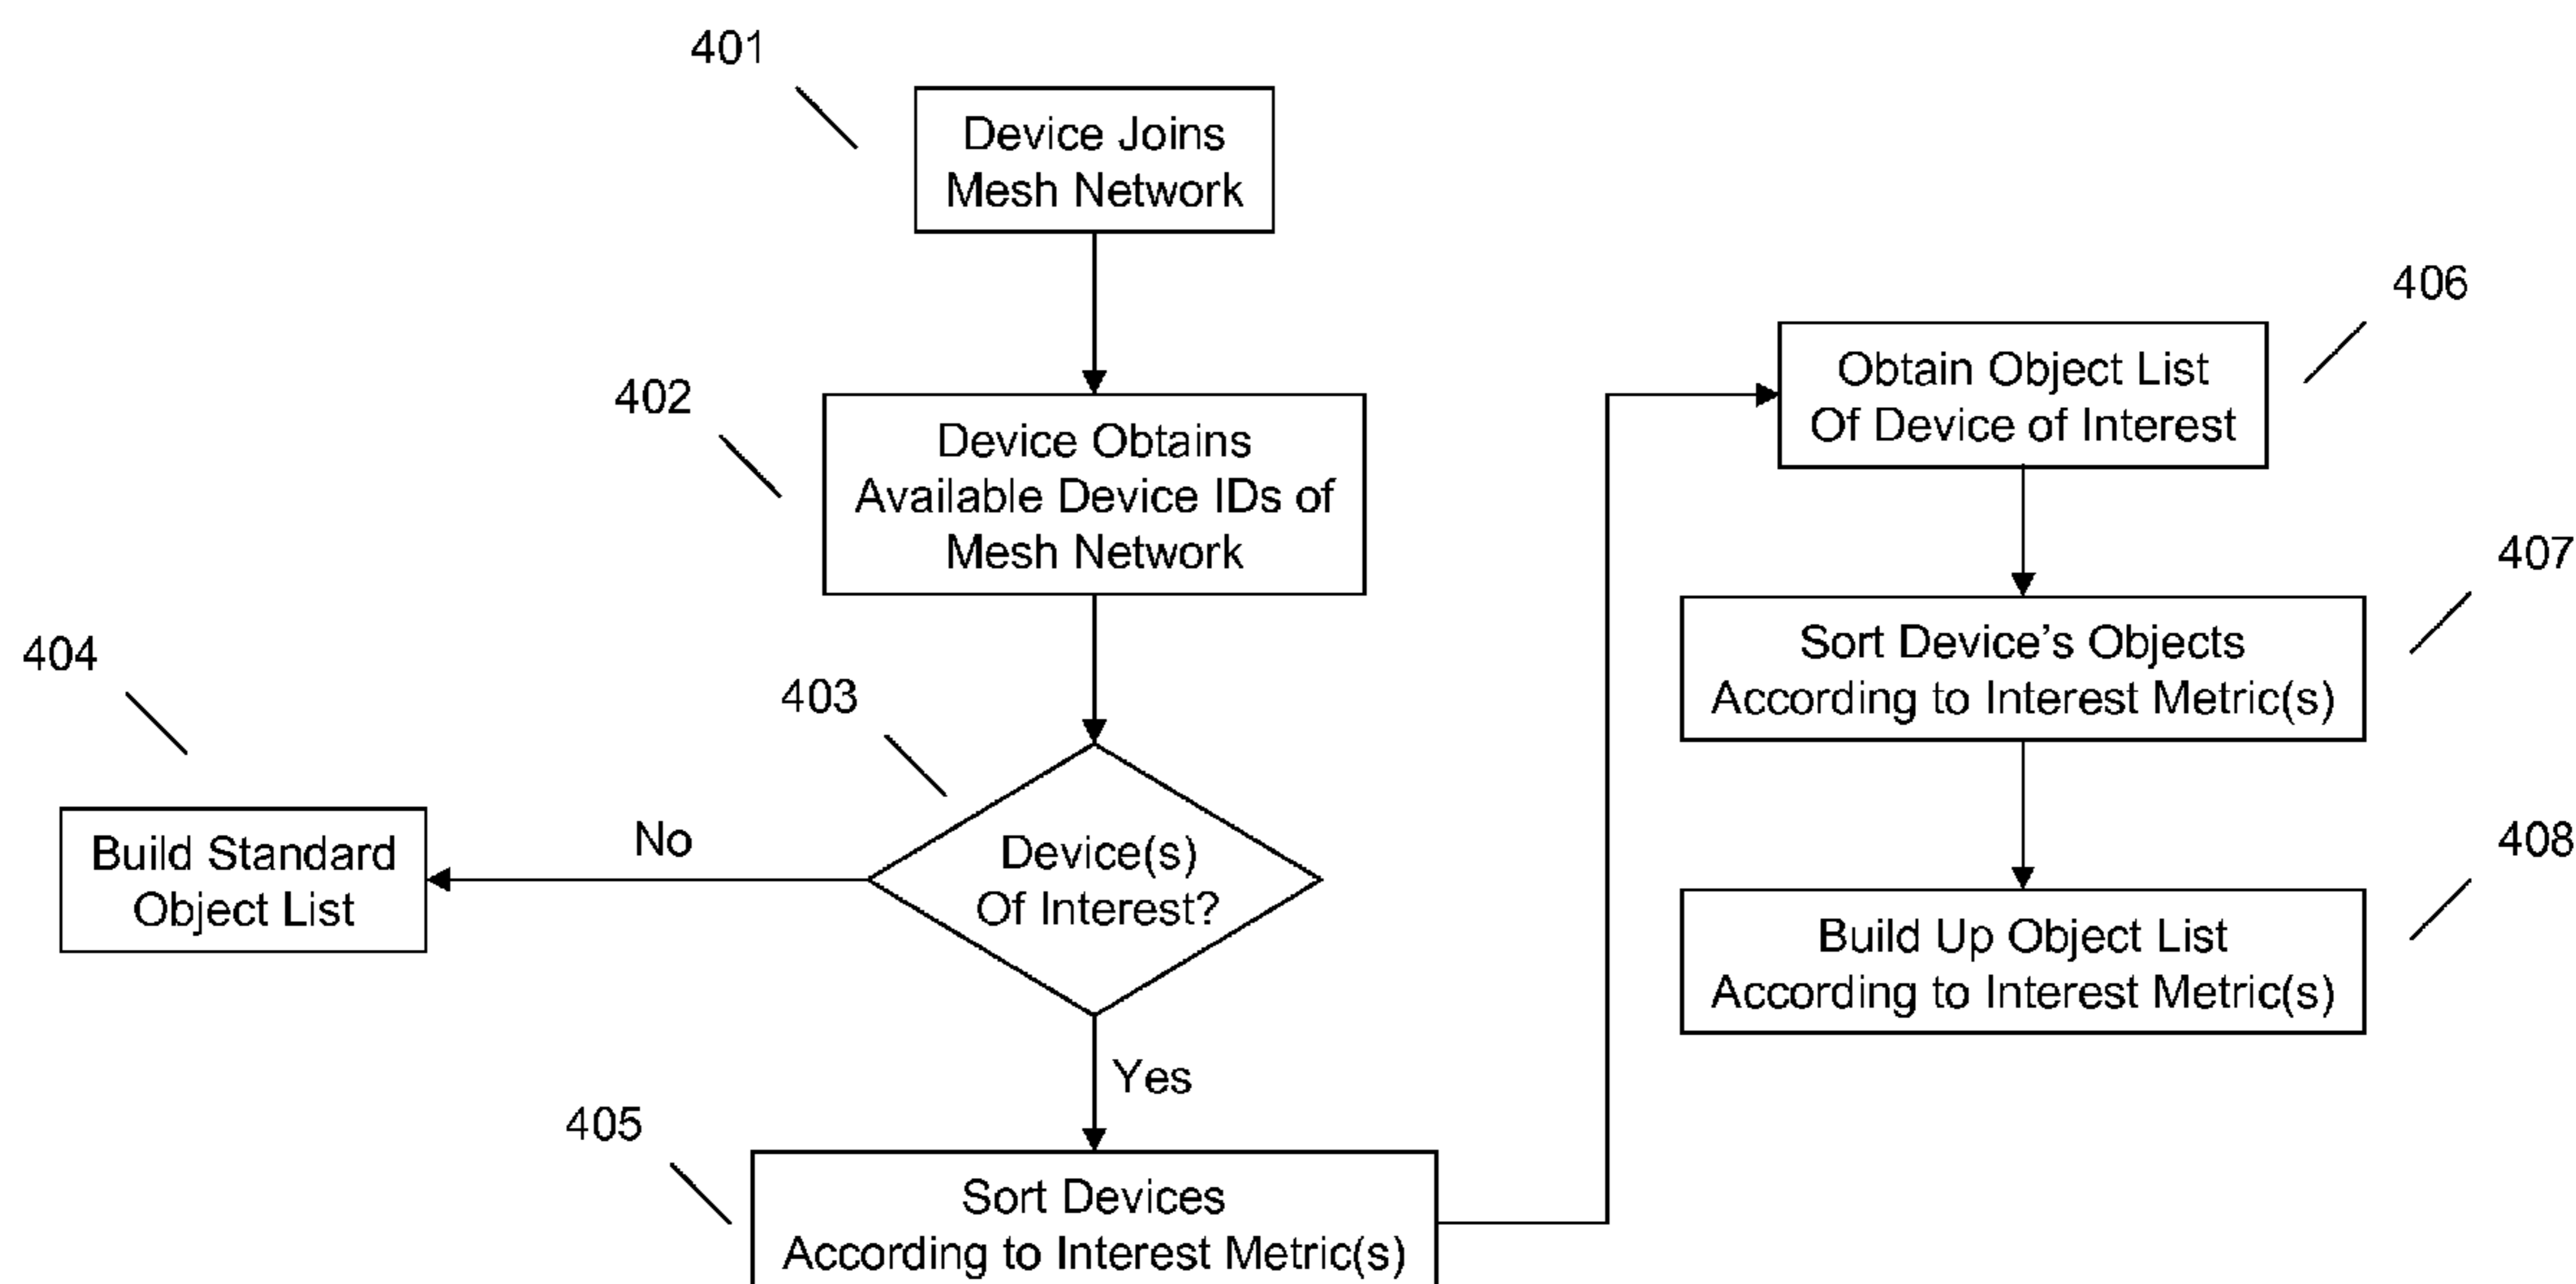 401
Device Joins
Mesh Network
402
Device Obtains
Available Device IDs of
Mesh Network
403
Device(s)
Of Interest?
No
404
Build Standard
Object List
Yes
405
Sort Devices
According to Interest Metric(s)
406
Obtain Object List
Of Device of Interest
407
Sort Device’s Objects
According to Interest Metric(s)
408
Build Up Object List
According to Interest Metric(s)